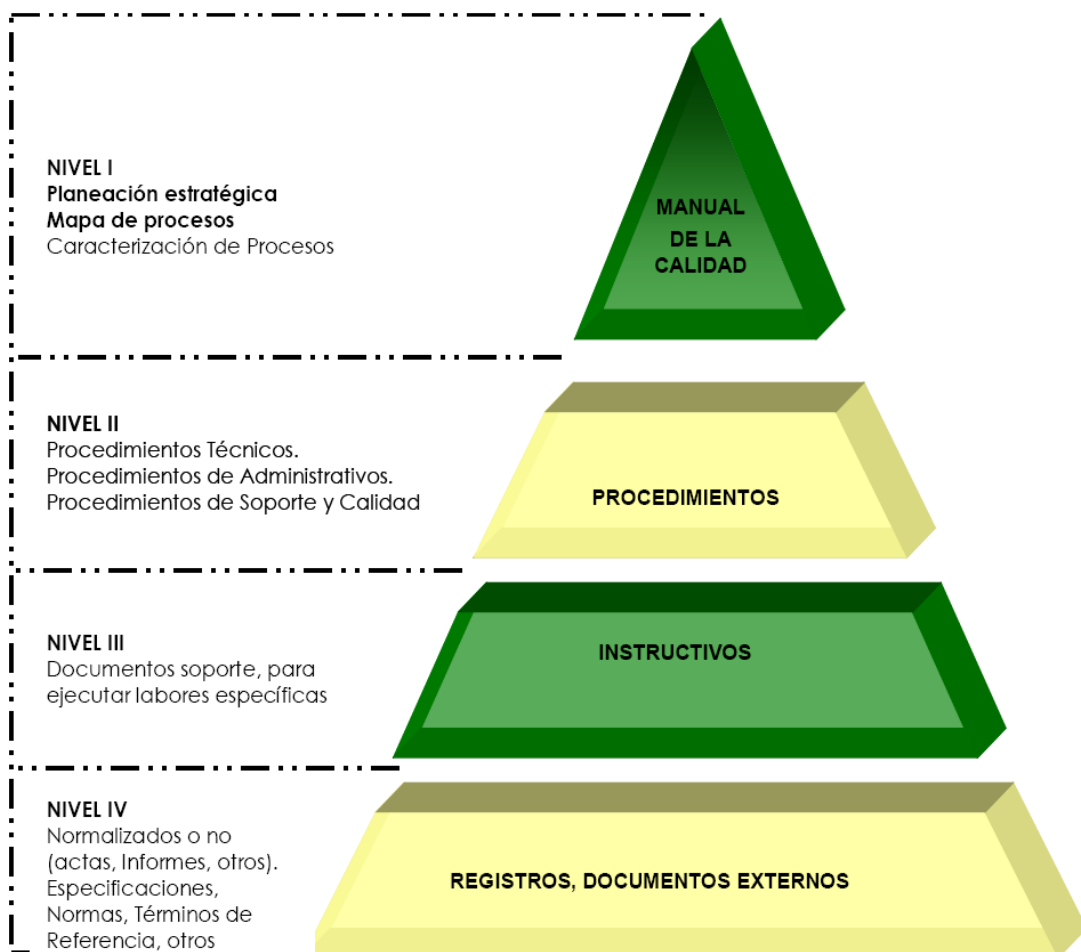 NIVEL I
Planeación estratégica
Mapa de procesos
Caracterización de Procesos
MANUAL
DE LA
CALIDAD
NIVEL II
Procedimientos Técnicos.
Procedimientos de Administrativos.
Procedimientos de Soporte y Calidad
PROCEDIMIENTOS
NIVEL III
Documentos soporte, para
ejecutar labores específicas
INSTRUCTIVOS
NIVEL IV
Normalizados o no
(actas, Informes, otros).
Especificaciones,
Normas, Términos de
Referencia, otros
REGISTROS, DOCUMENTOS EXTERNOS